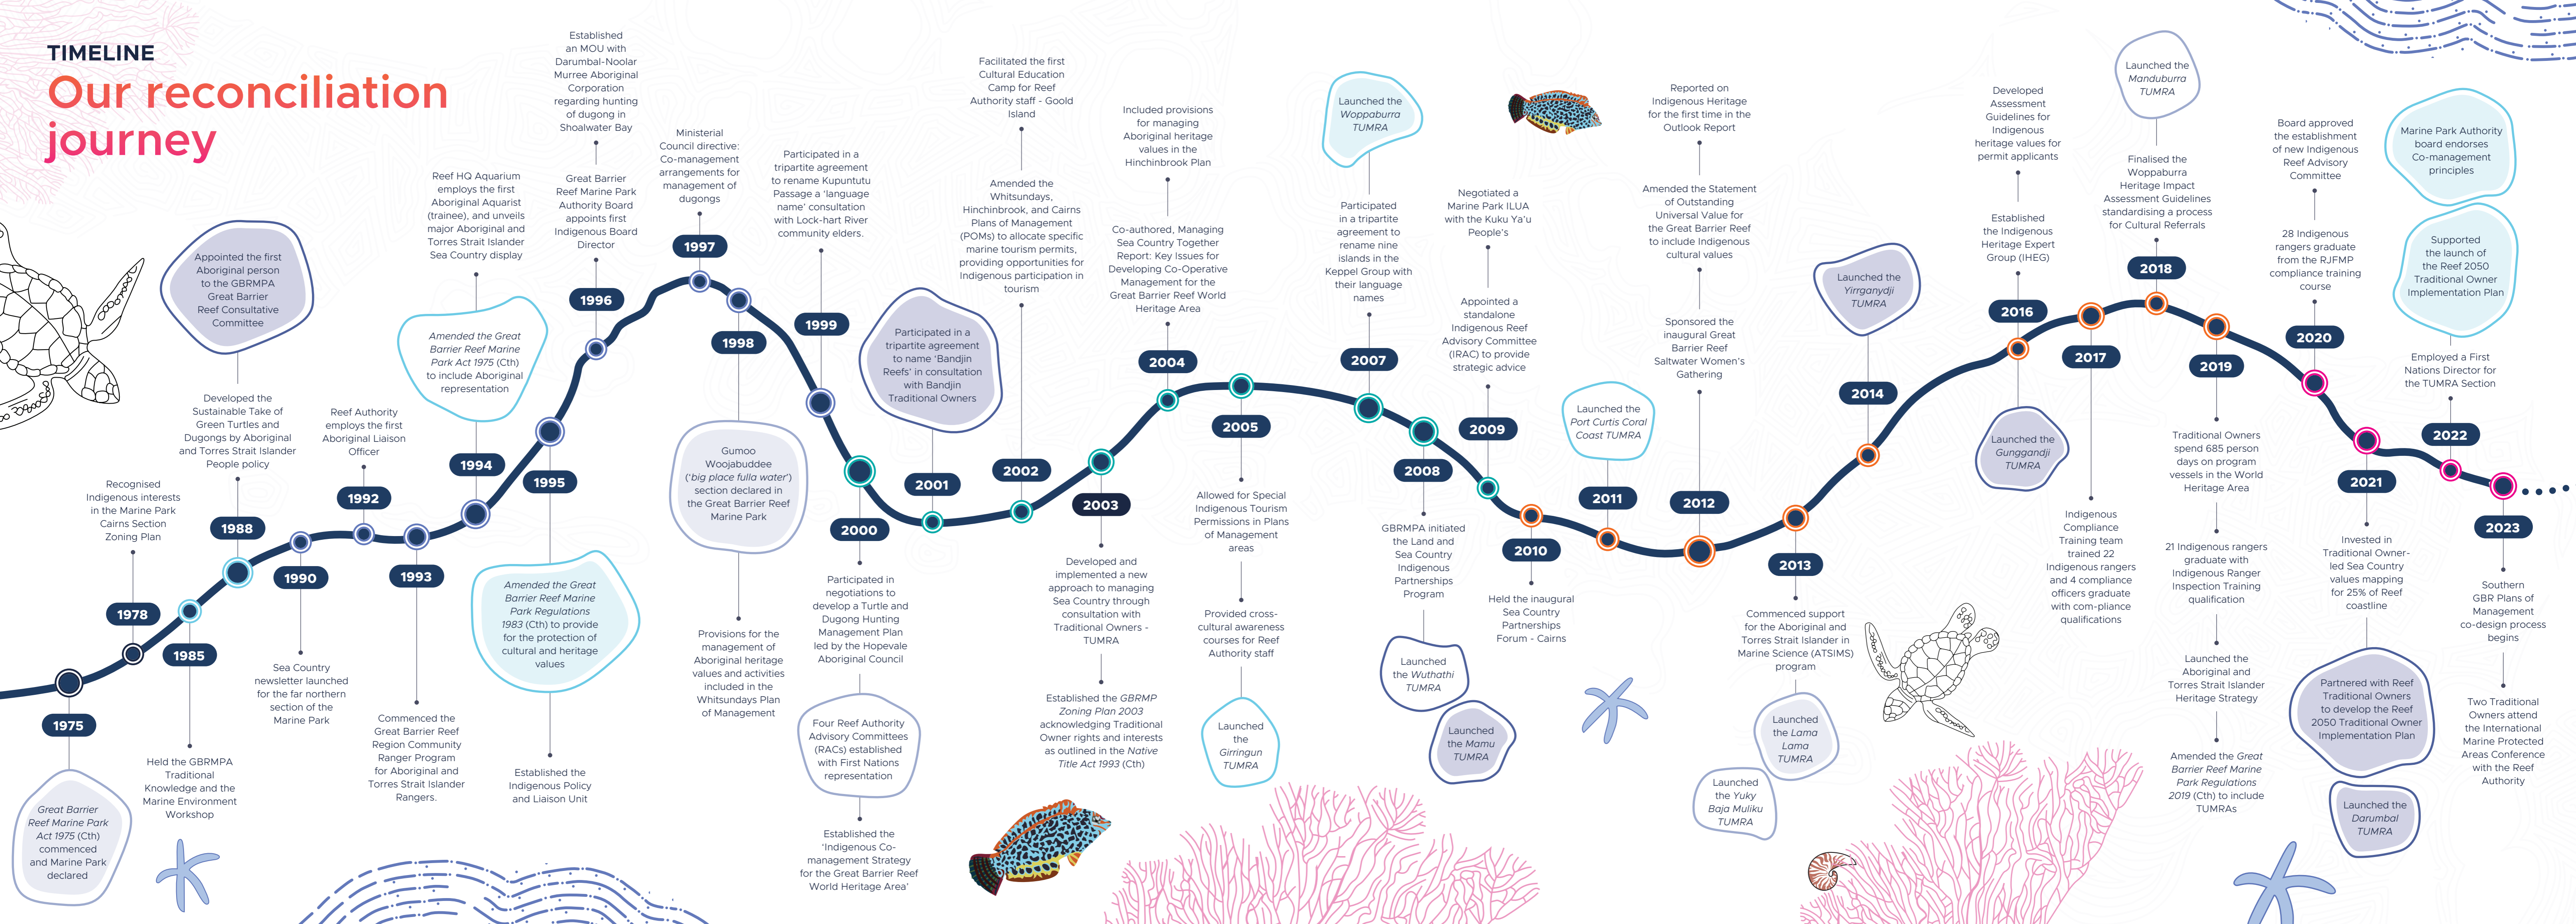 TIMELINE
Our reconciliation
journey
1975
Great Barrier
Reef Marine Park
Act 1975 (Cth)
commenced
and Marine Park
declared
Recognised
Indigenous interests
in the Marine Park
Cairns Section
Zoning Plan
1978
1985
Held the GBRMPA
Traditional
Knowledge and the
Marine Environment
Workshop
Appointed the first
Aboriginal person
to the GBRMPA
Great Barrier
Reef Consultative
Committee
Developed the
Sustainable Take of
Green Turtles and
Dugongs by Aboriginal
and Torres Strait Islander
People policy
1988
1990
Sea Country
newsletter launched
for the far northern
section of the
Marine Park
Reef Authority
employs the first
Aboriginal Liaison
Officer
1992
1993
Commenced the
Great Barrier Reef
Region Community
Ranger Program
for Aboriginal and
Torres Strait Islander
Rangers.
Reef HQ Aquarium
employs the first
Aboriginal Aquarist
(trainee), and unveils
major Aboriginal and
Torres Strait Islander
Sea Country display
Amended the Great
Barrier Reef Marine
Park Act 1975 (Cth)
to include Aboriginal
representation
1994
1995
Amended the Great
Barrier Reef Marine
Park Regulations
1983 (Cth) to provide
for the protection of
cultural and heritage
values
Established the
Indigenous Policy
and Liaison Unit
Established
an MOU with
Darumbal-Noolar
Murree Aboriginal
Corporation
regarding hunting
of dugong in
Shoalwater Bay
Great Barrier
Reef Marine Park
Authority Board
appoints first
Indigenous Board
Director
1996
Ministerial
Council directive:
Co-management
arrangements for
management of
dugongs
1997
1998
Gumoo
Woojabuddee
('big place fulla water')
section declared in
the Great Barrier Reef
Marine Park
Provisions for the
management of
Aboriginal heritage
values and activities
included in the
Whitsundays Plan
of Management
Participated in a
tripartite agreement
to rename Kupuntutu
Passage a 'language
name' consultation
with Lock-hart River
community elders.
1999
2000
Participated in
negotiations to
develop a Turtle and
Dugong Hunting
Management Plan
led by the Hopevale
Aboriginal Council
Four Reef Authority
Advisory Committees
(RACs) established
with First Nations
representation
Established the
'Indigenous Co-
management Strategy
for the Great Barrier Reef
World Heritage Area'
Participated in a
tripartite agreement
to name 'Bandjin
Reefs' in consultation
with Bandjin
Traditional Owners
2001
Facilitated the first
Cultural Education
Camp for Reef
Authority staff - Goold
Island
Amended the
Whitsundays,
Hinchinbrook, and Cairns
Plans of Management
(POMs) to allocate specific
marine tourism permits,
providing opportunities for
Indigenous participation in
tourism
2002
2003
Developed and
implemented a new
approach to managing
Sea Country through
consultation with
Traditional Owners -
TUMRA
Established the GBRMP
Zoning Plan 2003
acknowledging Traditional
Owner rights and interests
as outlined in the Native
Title Act 1993 (Cth)
Included provisions
for managing
Aboriginal heritage
values in the
Hinchinbrook Plan
Co-authored, Managing
Sea Country Together
Report: Key Issues for
Developing Co-Operative
Management for the
Great Barrier Reef World
Heritage Area
2004
2005
Allowed for Special
Indigenous Tourism
Permissions in Plans
of Management
areas
Provided cross-
cultural awareness
courses for Reef
Authority staff
Launched
the
Girringun
TUMRA
Launched the
Woppaburra
TUMRA
Participated
in a tripartite
agreement to
rename nine
islands in the
Keppel Group with
their language
names
2007
2008
GBRMPA initiated
the Land and
Sea Country
Indigenous
Partnerships
Program
Launched
the Wuthathi
TUMRA
Launched
the Mamu
TUMRA
Negotiated a
Marine Park ILUA
with the Kuku Ya'u
People's
Appointed a
standalone
Indigenous Reef
Advisory Committee
(IRAC) to provide
strategic advice
2009
2010
Held the inaugural
Sea Country
Partnerships
Forum - Cairns
Launched the
Port Curtis Coral
Coast TUMRA
2011
Reported on
Indigenous Heritage
for the first time in the
Outlook Report
Amended the Statement
of Outstanding
Universal Value for
the Great Barrier Reef
to include Indigenous
cultural values
Sponsored the
inaugural Great
Barrier Reef
Saltwater Women's
Gathering
2012
2013
Commenced support
for the Aboriginal and
Torres Strait Islander in
Marine Science (ATSIMS)
program
Launched
the Lama
Lama
TUMRA
Launched
the Yuky
Baja Muliku
TUMRA
Launched the
Yirrganydji
TUMRA
2014
Developed
Assessment
Guidelines for
Indigenous
heritage values for
permit applicants
Established
the Indigenous
Heritage Expert
Group (IHEG)
2016
Launched the
Gunggandji
TUMRA
2017
Indigenous
Compliance
Training team
trained 22
Indigenous rangers
and 4 compliance
officers graduate
with com-pliance
qualifications
Launched the
Manduburra
TUMRA
Finalised the
Woppaburra
Heritage Impact
Assessment Guidelines
standardising a process
for Cultural Referrals
2018
2019
Traditional Owners
spend 685 person
days on program
vessels in the World
Heritage Area
21 Indigenous rangers
graduate with
Indigenous Ranger
Inspection Training
qualification
Launched the
Aboriginal and
Torres Strait Islander
Heritage Strategy
Amended the Great
Barrier Reef Marine
Park Regulations
2019 (Cth) to include
TUMRAs
Board approved
the establishment
of new Indigenous
Reef Advisory
Committee
28 Indigenous
rangers graduate
from the RJFMP
compliance training
course
2020
2021
Invested in
Traditional Owner-
led Sea Country
values mapping
for 25% of Reef
coastline
Partnered with Reef
Traditional Owners
to develop the Reef
2050 Traditional Owner
Implementation Plan
Launched the
Darumbal
TUMRA
Marine Park Authority
board endorses
Co-management
principles
Supported
the launch of
the Reef 2050
Traditional Owner
Implementation Plan
Employed a First
Nations Director for
the TUMRA Section
2022
2023
Southern
GBR Plans of
Management
co-design process
begins
Two Traditional
Owners attend
the International
Marine Protected
Areas Conference
with the Reef
Authority